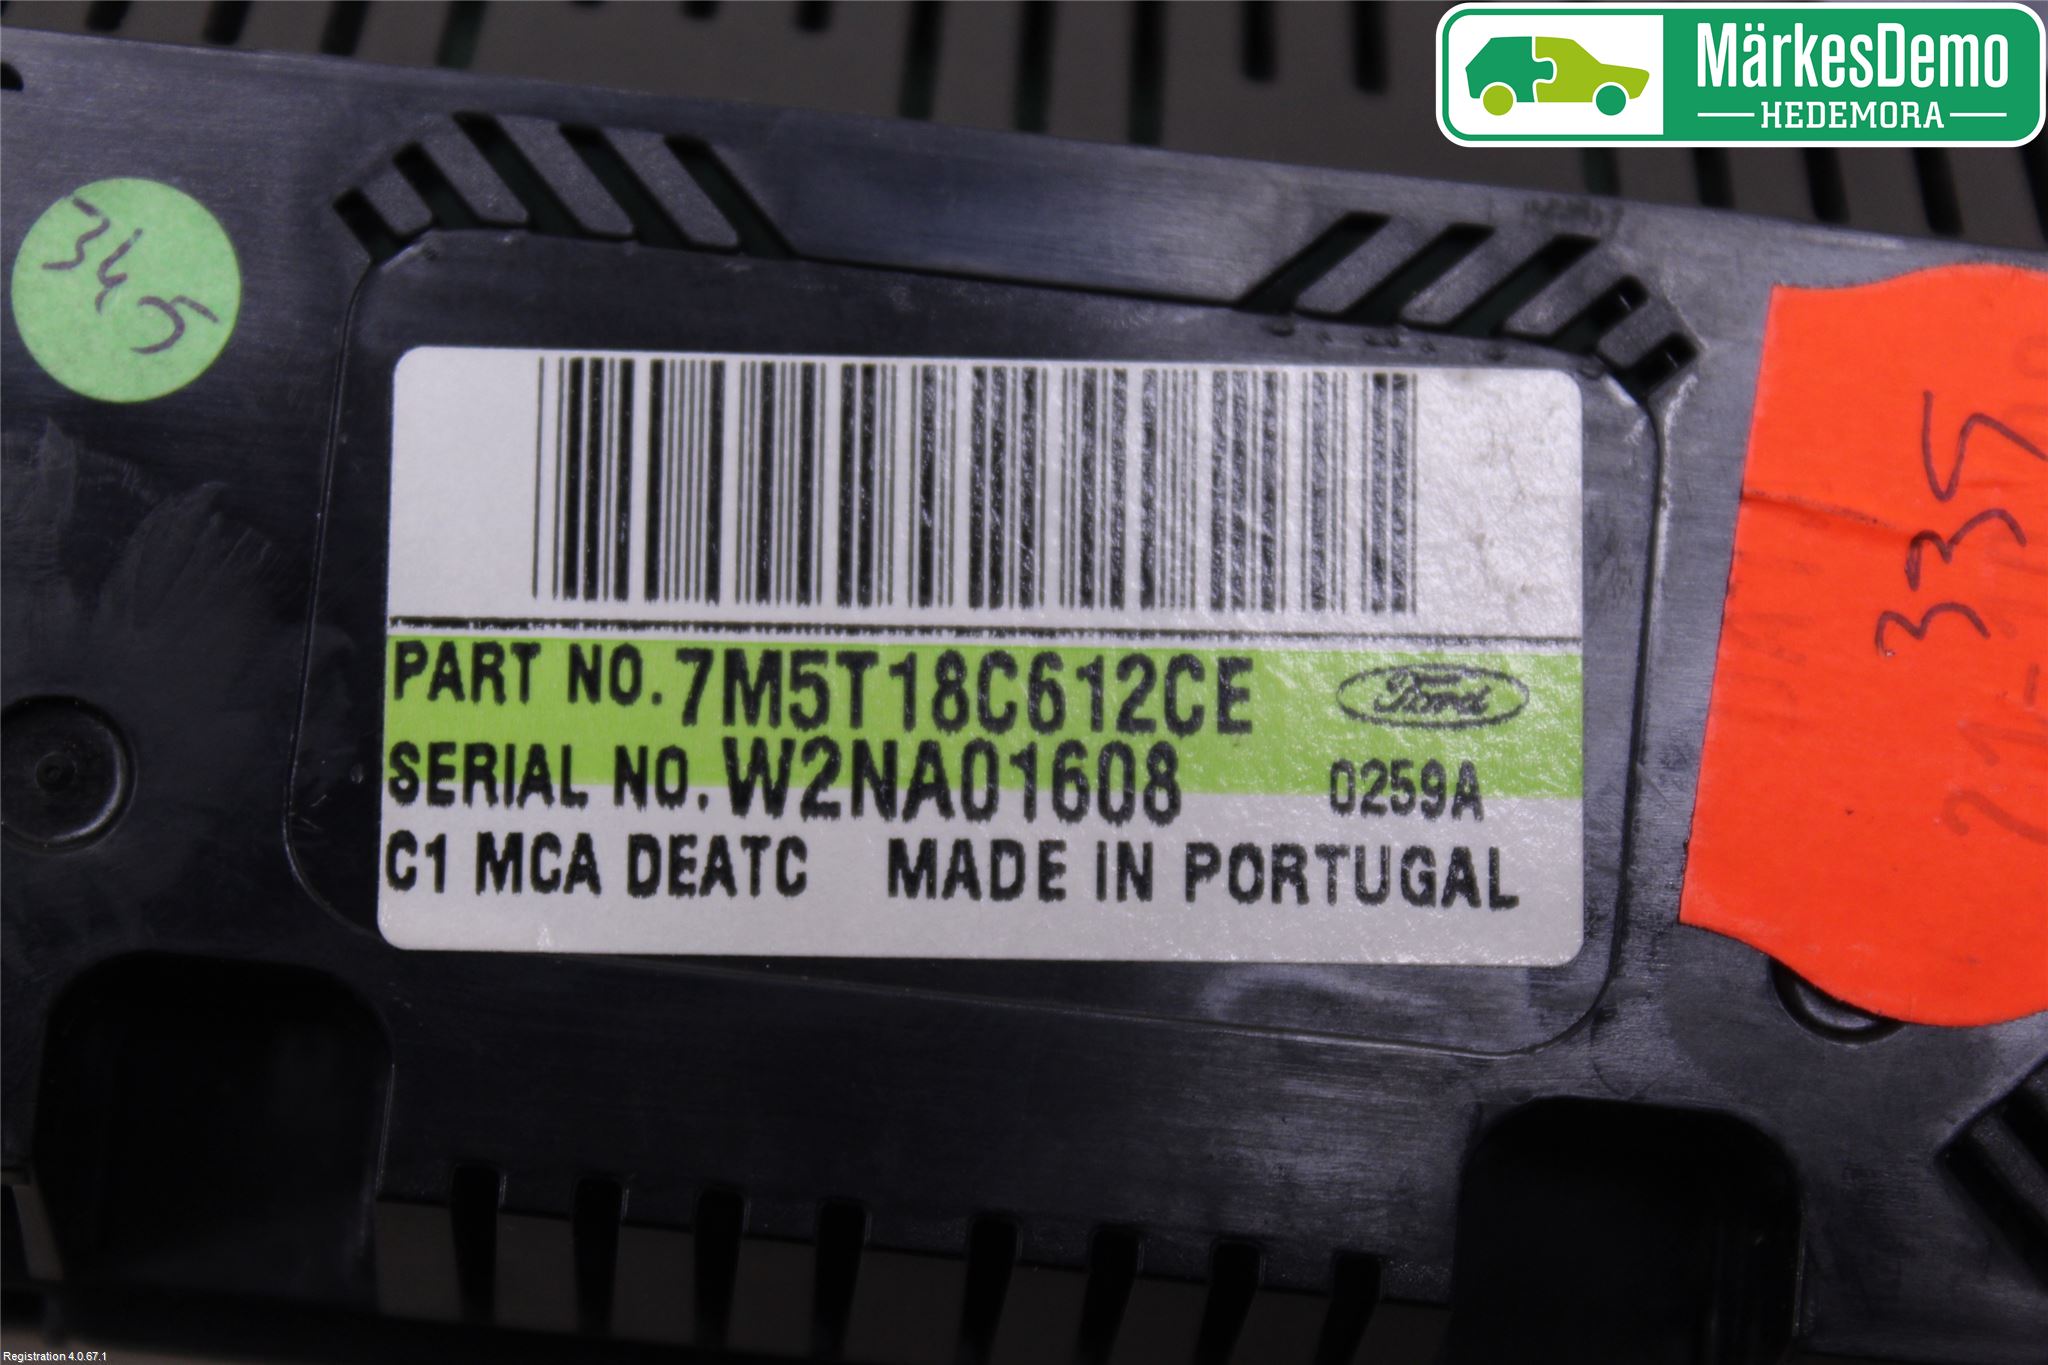 MärkesDemo
HEDEMORA
345
335
PART NO. 7M5T18C612CE
Ford
SERIAL NO. W2NA01608
0259A
C1 MCA DEATC MADE IN PORTUGAL
Registration 4.0.67.1